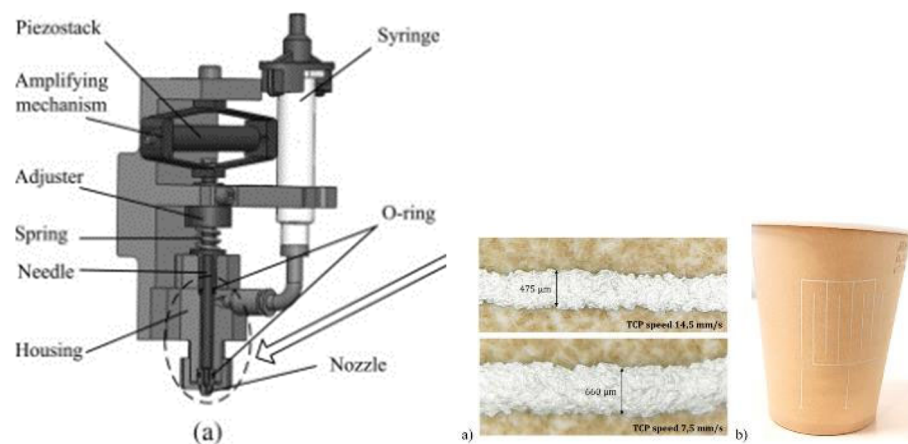 Piezostack
Syringe
Amplifying
mechanism
Adjuster
O-ring
Spring
Needle
Housing
Nozzle
(a)
475 µm
TCP speed 14,5 mm/s
660 µm
TCP speed 7,5 mm/s
a)
b)